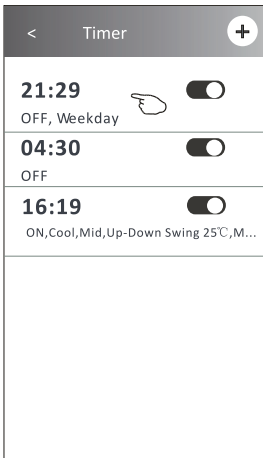 < Timer +
21:29
OFF, Weekday
04:30
OFF
16:19
ON,Cool,Mid,Up-Down Swing 25℃,M...